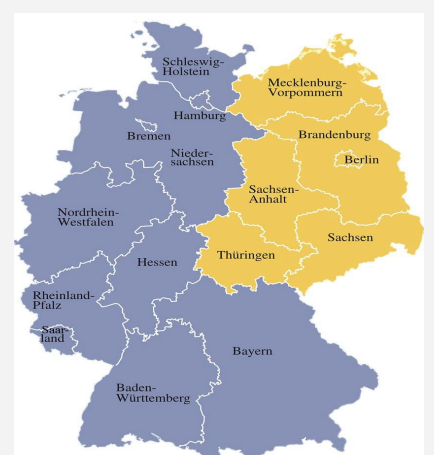 Schleswig-
Holstein
Mecklenburg-
Vorpommern
Hamburg
Bremen
Brandenburg
Nieder-
sachsen
Berlin
Sachsen-
Anhalt
Nordrhein-
Westfalen
Sachsen
Thüringen
Hessen
Rheinland-
Pfalz
Saar-
land
Bayern
Baden-
Württemberg